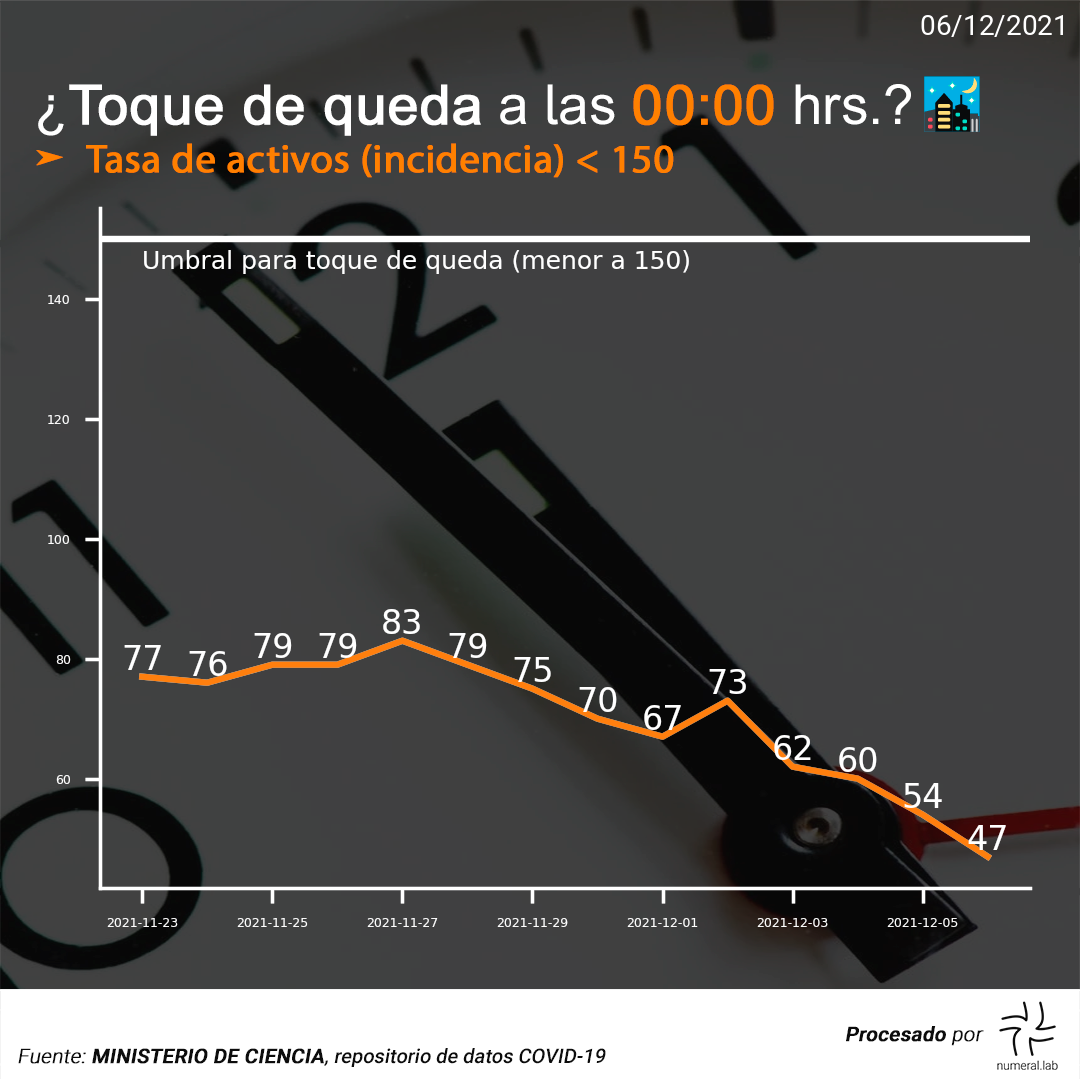 06/12/2021
¿Toque de queda a las 00:00 hrs.?
➤ Tasa de activos (incidencia) < 150
Umbral para toque de queda (menor a 150)
140
120
100
80
60
77 76 79 79 83 79 75 70 67 73 62 60 54 47
2021-11-23 2021-11-25 2021-11-27 2021-11-29 2021-12-01 2021-12-03 2021-12-05
Procesado por
numeral.lab
Fuente: MINISTERIO DE CIENCIA, repositorio de datos COVID-19